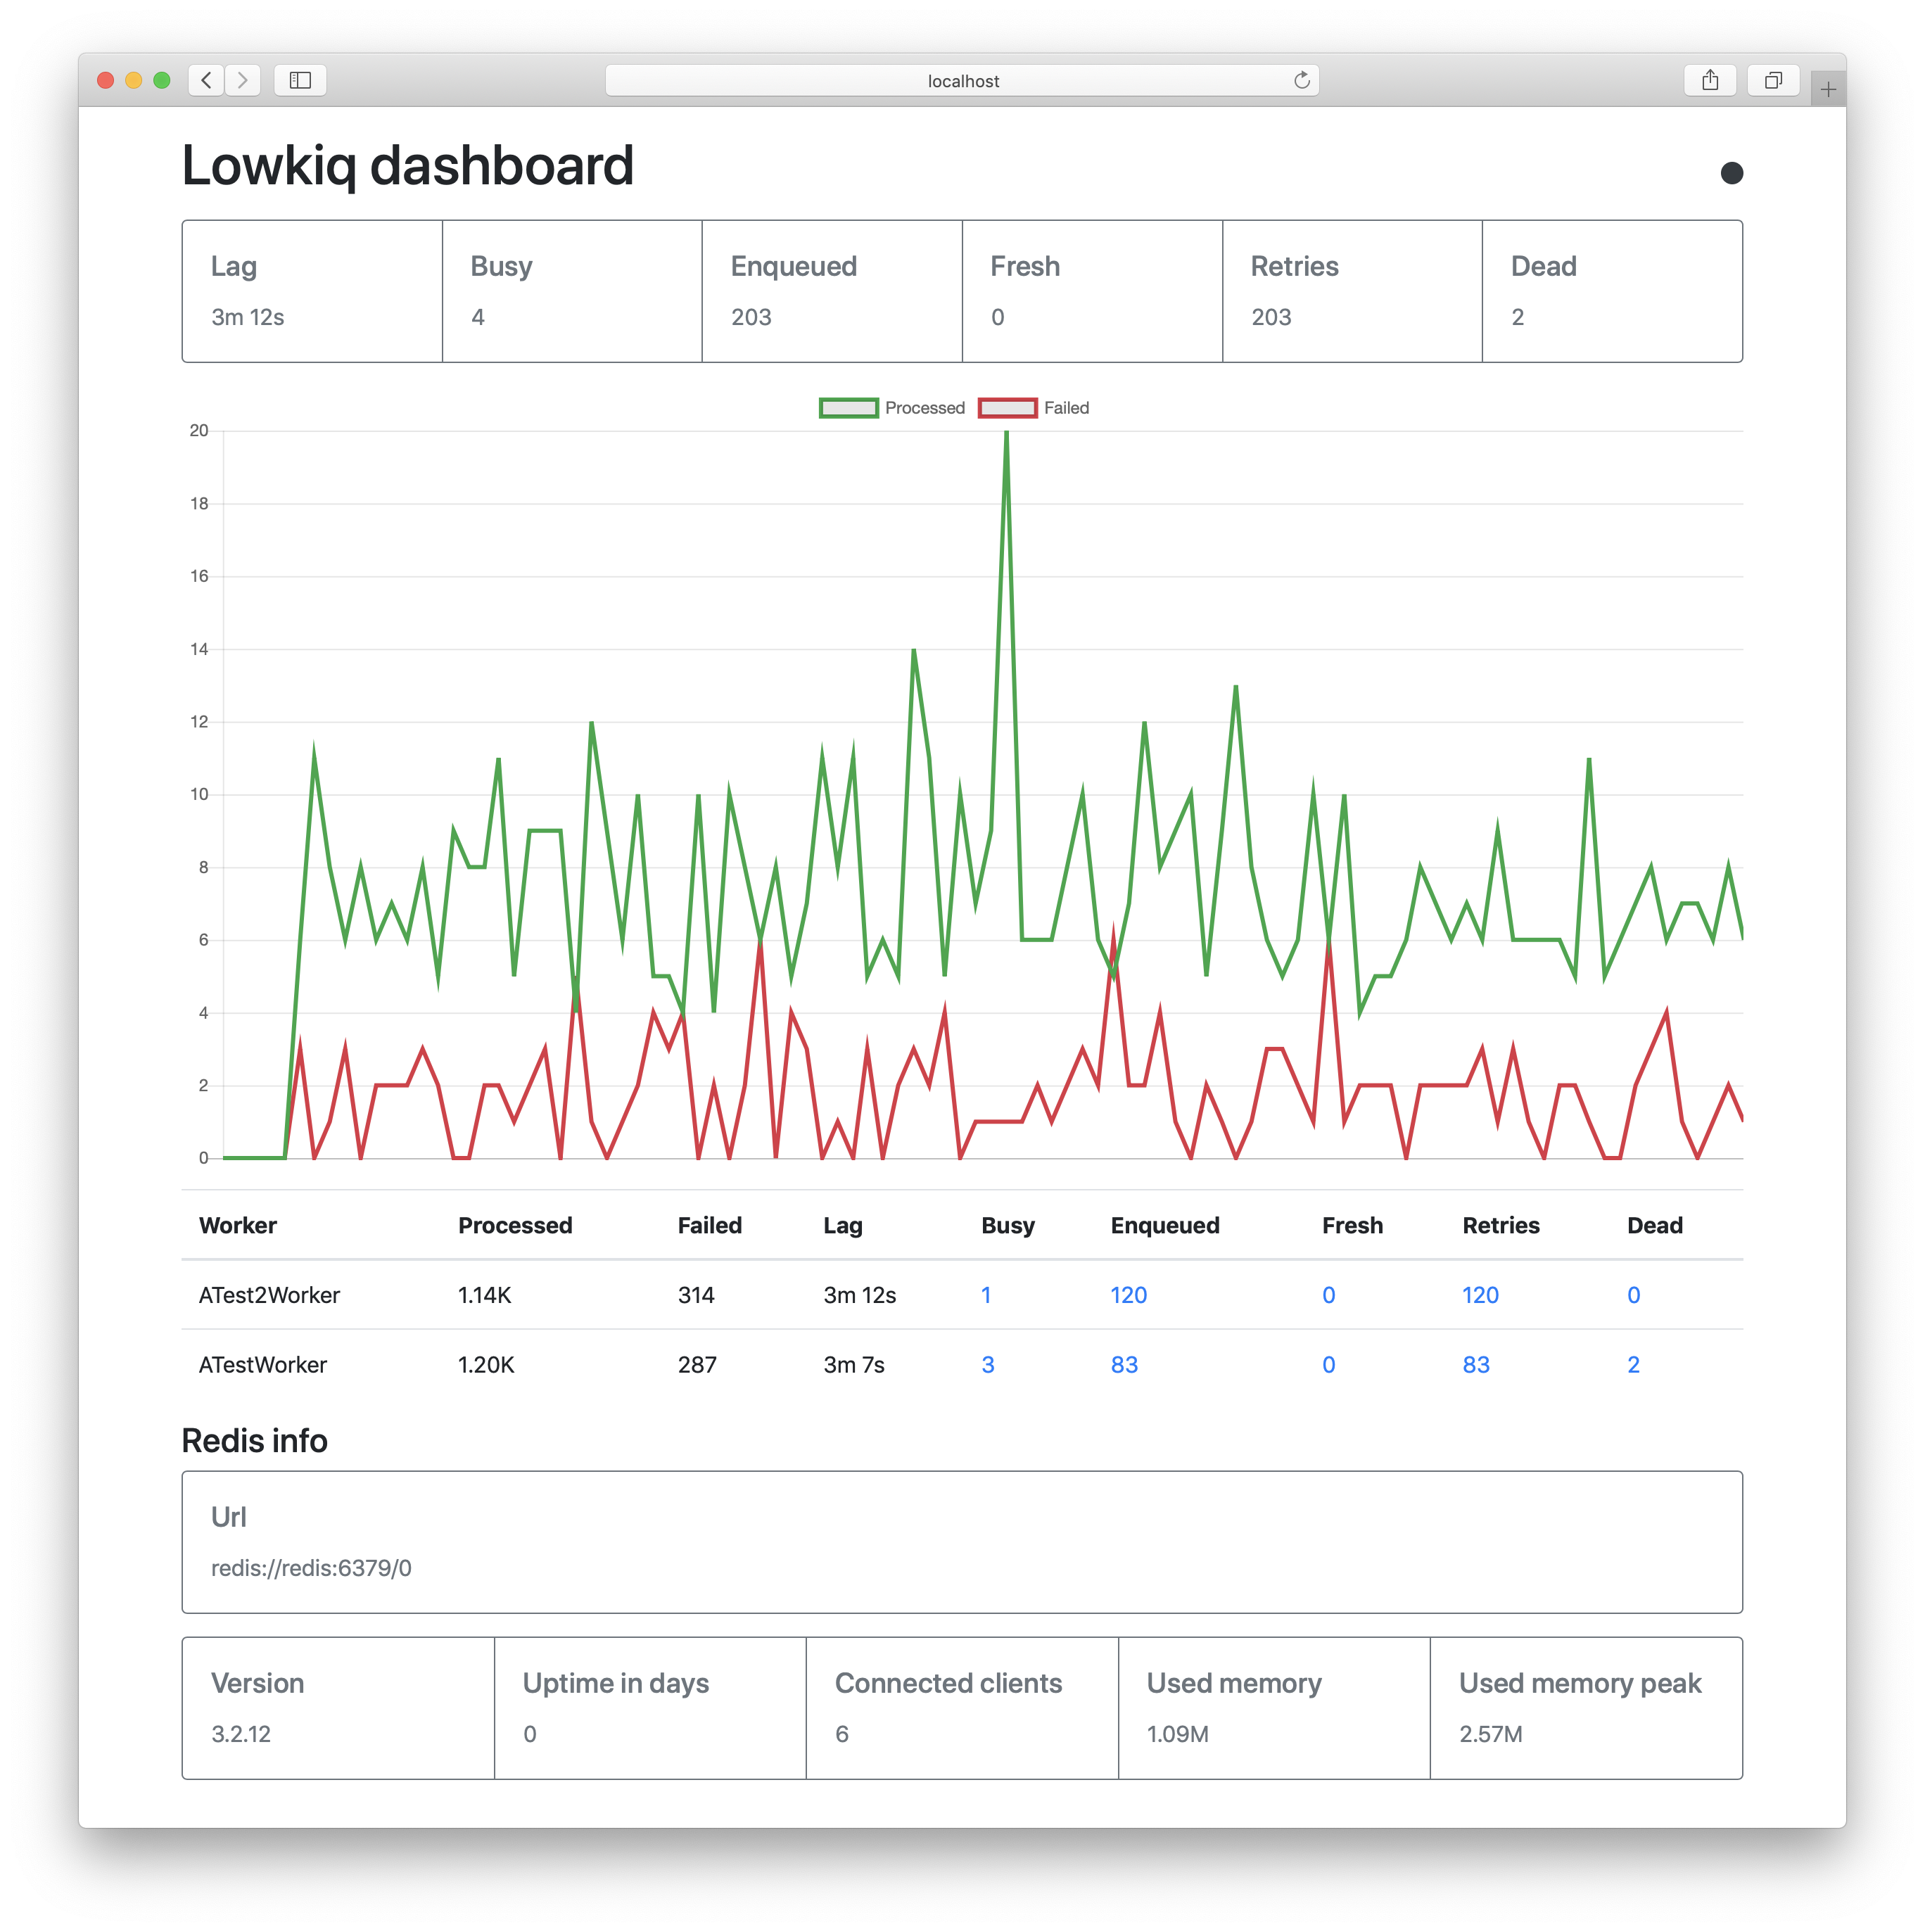 localhost
Lowkiq dashboard
Lag Busy Enqueued Fresh Retries Dead
3m 12s 4 203 0 203 2
Processed Failed
20
18
16
14
12
10
8
6
4
2
0
Worker Processed Failed Lag Busy Enqueued Fresh Retries Dead
ATest2Worker 1.14K 314 3m 12s 1 120 0 120 0
ATestWorker 1.20K 287 3m 7s 3 83 0 83 2
Redis info
Url
redis://redis:6379/0
Version Uptime in days Connected clients Used memory Used memory peak
3.2.12 0 6 1.09M 2.57M